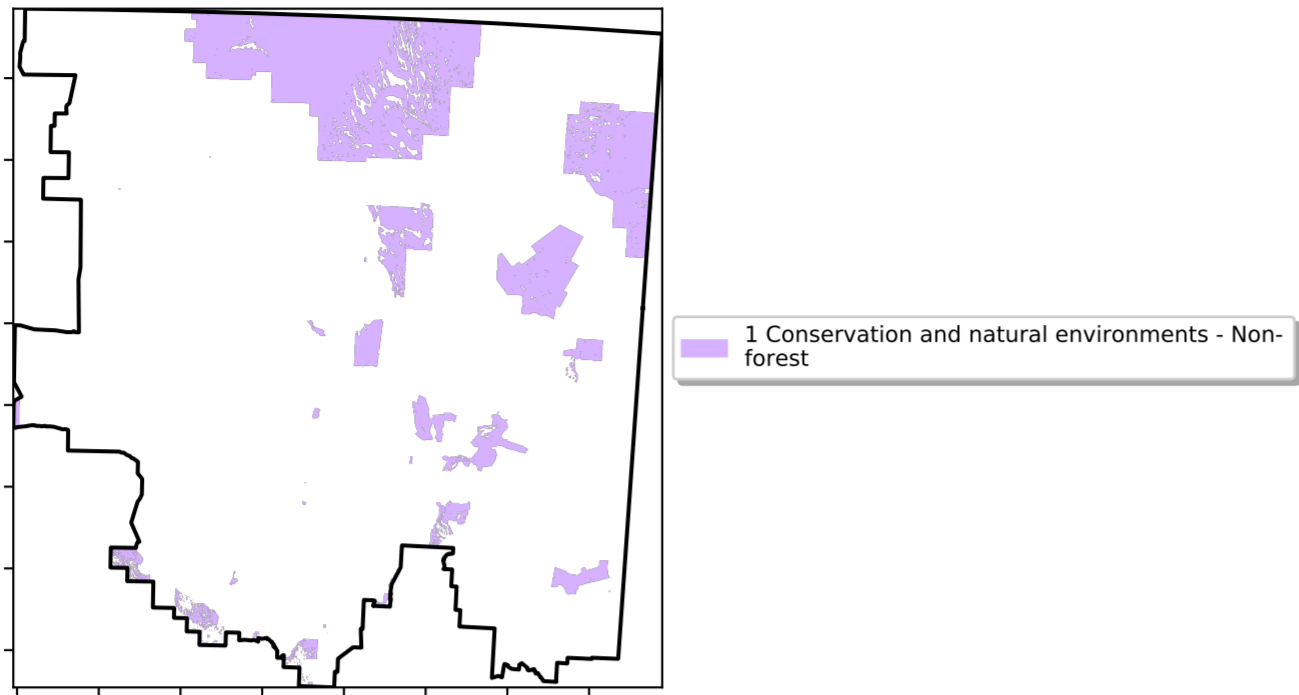 1 Conservation and natural environments - Non-
forest